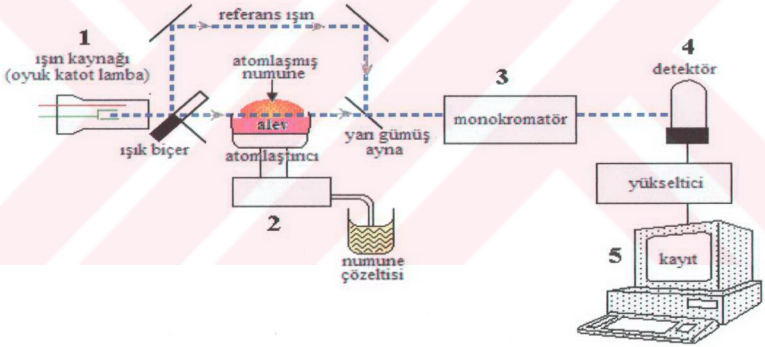 referans ışın
1
ışın kaynağı
(oyuk katot lamba)
atomlaşmış
numune
alev
ışık biçer
atomlaştırıcı
yarı gümüş
ayna
3
monokromatör
4
detektör
yükseltici
2
numune
çözeltisi
5
kayıt